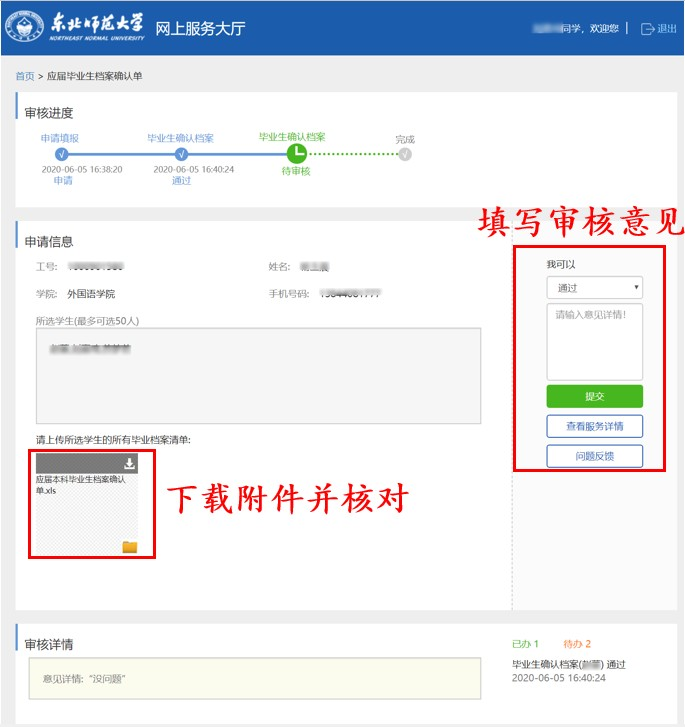 东北师范大学
NORTHEAST NORMAL UNIVERSITY
网上服务大厅
同学，欢迎您 | 退出
首页 > 应届毕业生档案确认单
审核进度
申请填报 毕业生确认档案 毕业生确认档案 完成
2020-06-05 16:38:20 2020-06-05 16:40:24 待审核
申请 通过
填写审核意见
申请信息
工号: 姓名:
学院: 外国语学院 手机号码:
所选学生(最多可选50人)
我可以
通过
请输入意见详情!
提交
查看服务详情
问题反馈
请上传所选学生的所有毕业档案清单:
应届本科毕业生档案确认
单.xls
下载附件并核对
审核详情
意见详情: "没问题"
已办 1 待办 2
毕业生确认档案( ) 通过
2020-06-05 16:40:24